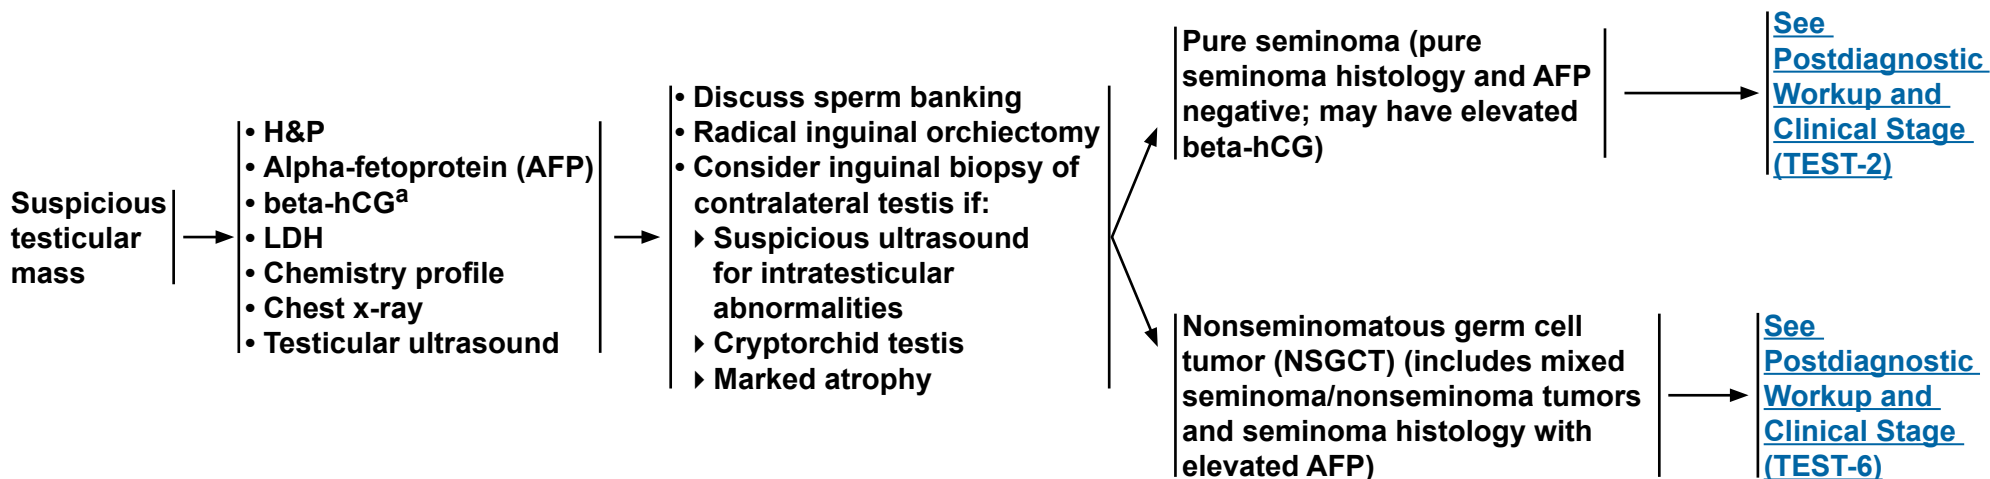 Suspicious
testicular
mass
• H&P
• Alpha-fetoprotein (AFP)
• beta-hCGa
• LDH
• Chemistry profile
• Chest x-ray
• Testicular ultrasound
• Discuss sperm banking
• Radical inguinal orchiectomy
• Consider inguinal biopsy of
contralateral testis if:
▸ Suspicious ultrasound
for intratesticular
abnormalities
▸ Cryptorchid testis
▸ Marked atrophy
Pure seminoma (pure
seminoma histology and AFP
negative; may have elevated
beta-hCG)
See
Postdiagnostic
Workup and
Clinical Stage
(TEST-2)
Nonseminomatous germ cell
tumor (NSGCT) (includes mixed
seminoma/nonseminoma tumors
and seminoma histology with
elevated AFP)
See
Postdiagnostic
Workup and
Clinical Stage
(TEST-6)